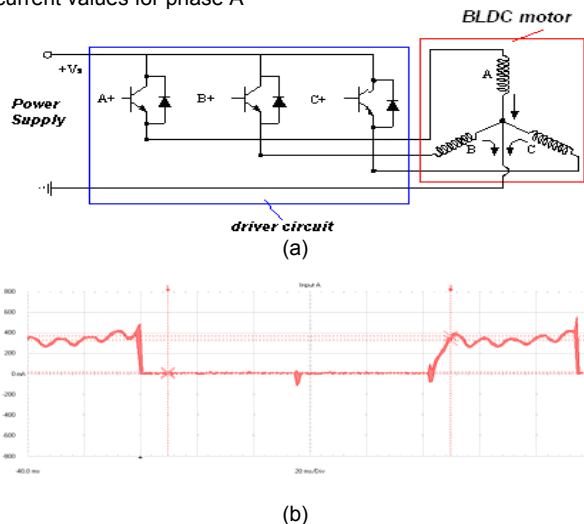 current values for phase A
BLDC motor
+Vs
A+
B+
C+
A
Power
Supply
B
C
driver circuit
(a)
Input A
800
600
400
200
0 mA
-200
-400
-600
-800
-40.0 ms
20 ms/Div
(b)